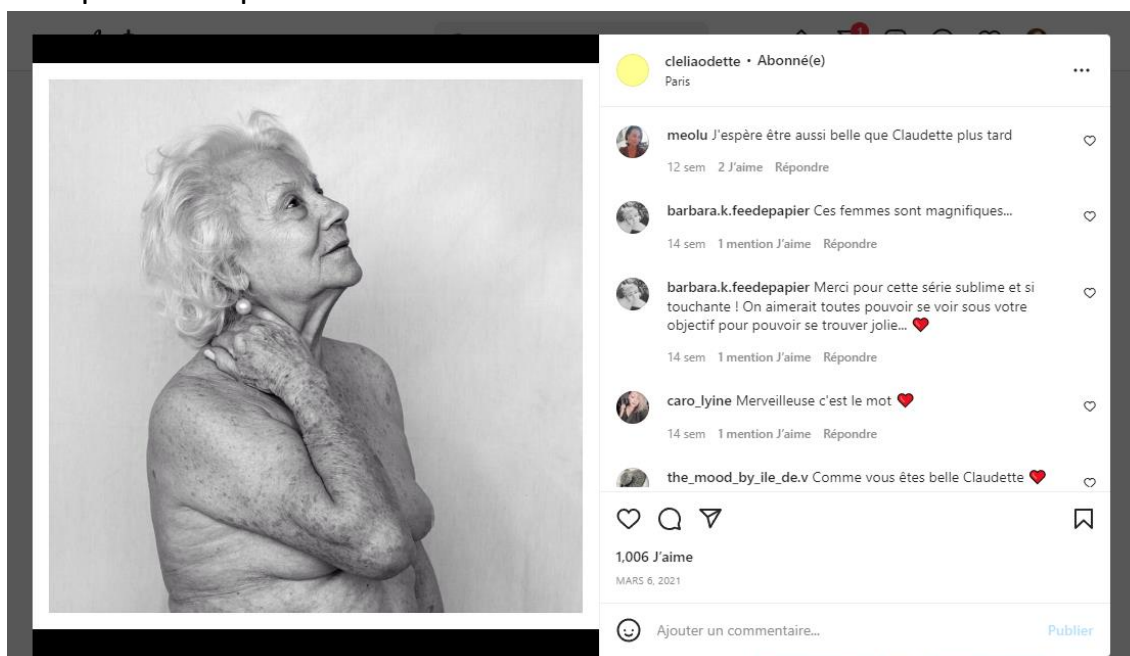 cleliaodette • Abonné(e)
Paris
meolu J'espère être aussi belle que Claudette plus tard
12 sem 2 J'aime Répondre
barbara.k.feedepapier Ces femmes sont magnifiques...
14 sem 1 mention J'aime Répondre
barbara.k.feedepapier Merci pour cette série sublime et si
touchante ! On aimerait toutes pouvoir se voir sous votre
objectif pour pouvoir se trouver jolie... ❤
14 sem 1 mention J'aime Répondre
caro_lyine Merveilleuse c'est le mot ❤
14 sem 1 mention J'aime Répondre
the_mood_by_ile_de.v Comme vous êtes belle Claudette ❤
1,006 J'aime
MARS 6, 2021
Ajouter un commentaire...
Publier